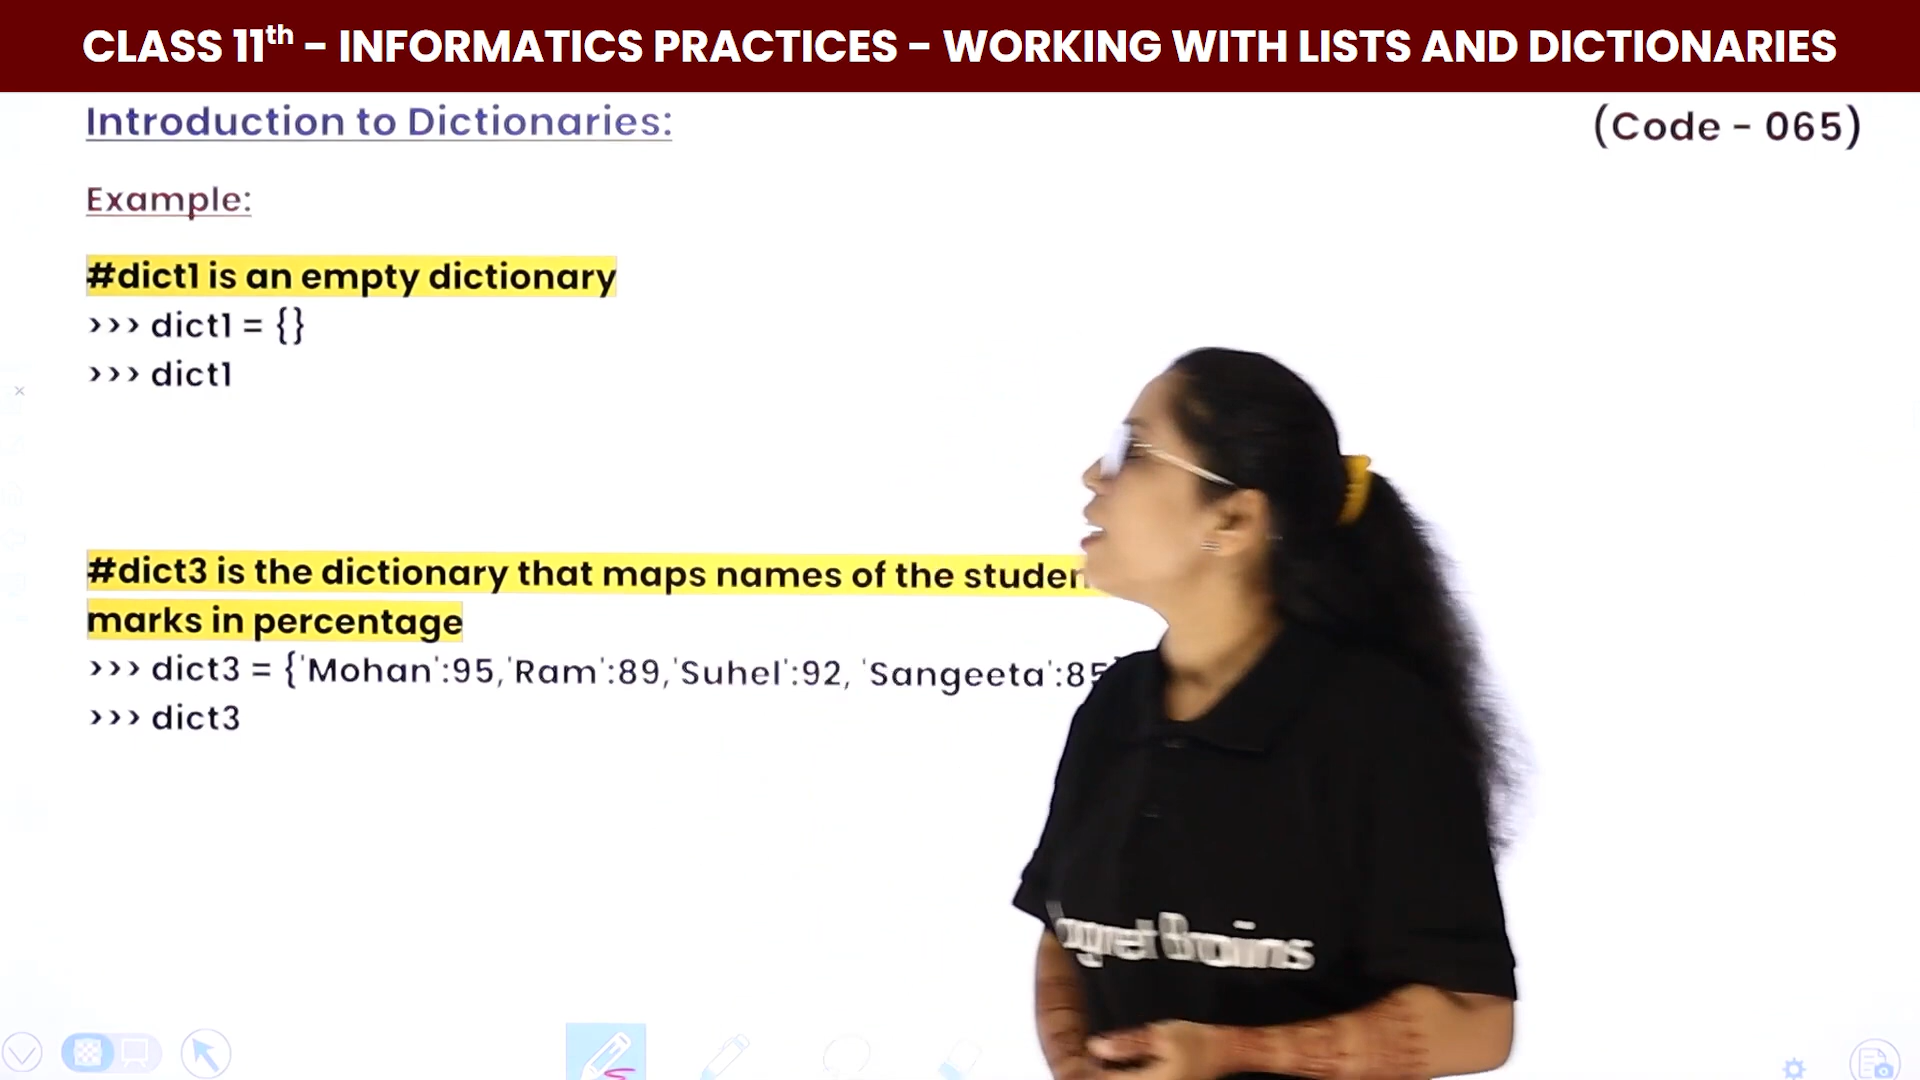 CLASS 11th – INFORMATICS PRACTICES – WORKING WITH LISTS AND DICTIONARIES
Introduction to Dictionaries:
(Code - 065)
Example:
#dict1 is an empty dictionary
>>> dict1 = {}
>>> dict1
#dict3 is the dictionary that maps names of the
marks in percentage
>>> dict3 = {'Mohan':95,'Ram':89,'Suhel':92, 'Sangeeta':85
>>> dict3
Brains